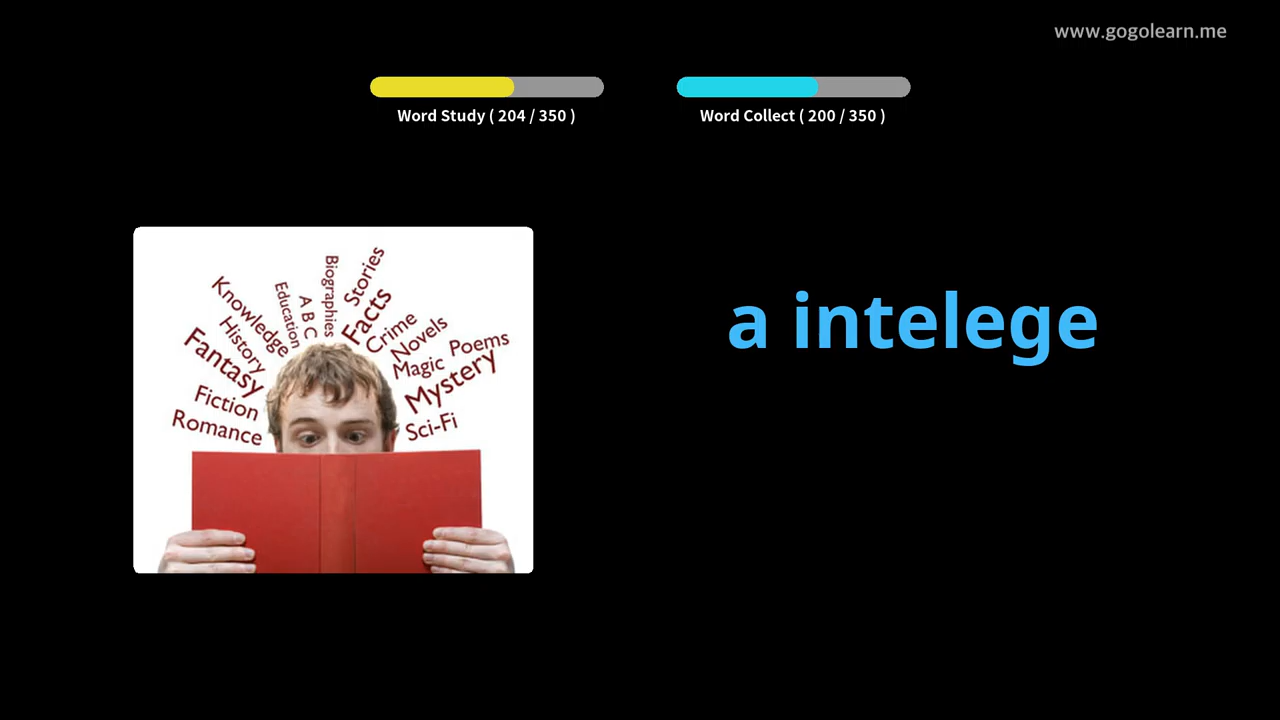 www.gogolearn.me
Word Study ( 204 / 350 )
Word Collect ( 200 / 350 )
a intelege
Stories
Biographies
Facts
A B C
Education
Knowledge
Crime
History
Novels
Poems
Fantasy
Magic
Mystery
Fiction
Sci-Fi
Romance